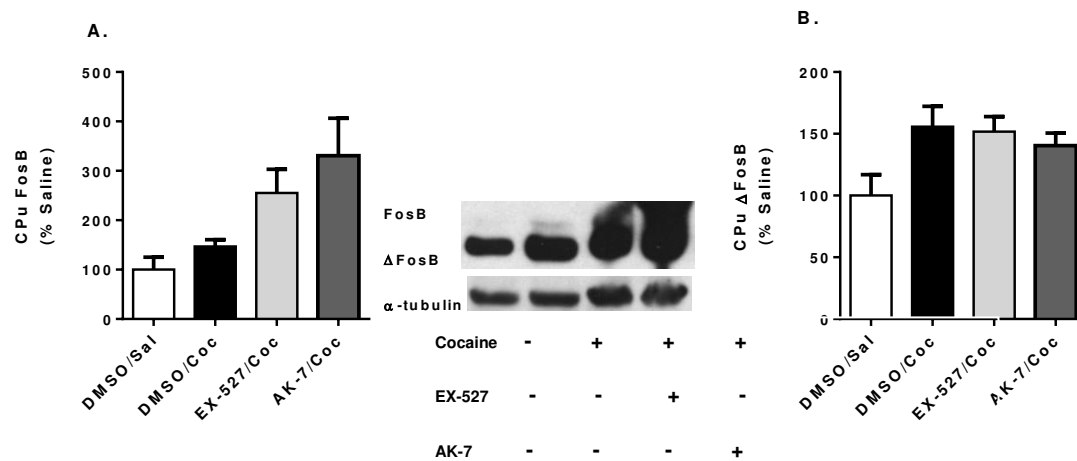 A.
CPu FosB
(% Saline)
500
400
300
200
100
0
DMSO/Sal
DMSO/Coc
EX-527/Coc
AK-7/Coc
FosB
ΔFosB
α-tubulin
Cocaine - + + +
EX-527 - - + -
AK-7 - - - +
B.
CPu ΔFosB
(% Saline)
200
150
100
50
0
DMSO/Sal
DMSO/Coc
EX-527/Coc
AK-7/Coc